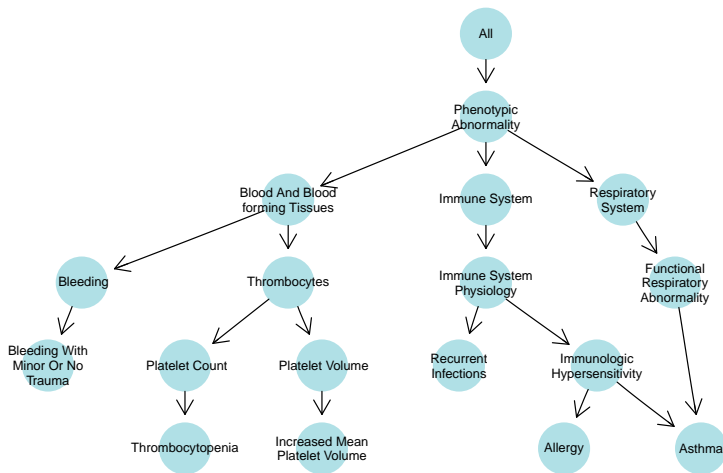 All
Phenotypic
Abnormality
Blood And Blood
forming Tissues
Immune System
Respiratory
System
Bleeding
Thrombocytes
Immune System
Physiology
Functional
Respiratory
Abnormality
Bleeding With
Minor Or No
Trauma
Platelet Count
Platelet Volume
Recurrent
Infections
Immunologic
Hypersensitivity
Thrombocytopenia
Increased Mean
Platelet Volume
Allergy
Asthma